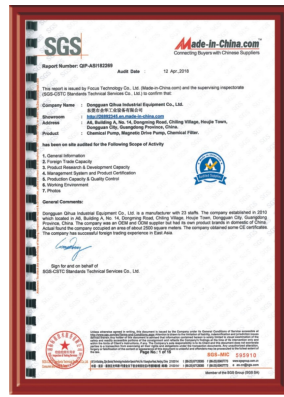 SGS
Made-in-China.com
Connecting Buyers with Chinese Suppliers
Report Number: QIP-ASI182389
Audit Date : 12 Apr.,2018
This report is issued by Focus Technology Co., Ltd. (Made-in-China.com) and the supervising inspectorate
(SGS-CSTC Standards Technical Services Co., Ltd.) to confirm that:
Company Name : Dongguan Qihua Industrial Equipment Co., Ltd.
Showroom : http://
Address : A6, Building A, No. 14, Dongming Road, Chiling Village, Houjie Town,
Dongguan City, Guangdong Province, China.
Product : Chemical Pump, Magnetic Drive Pump, Chemical Filter.
has been on site audited for the Following Scope of Activity
1. General Information
2. Foreign Trade Capacity
3. Product Research & Development Capacity
4. Management System and Product Certification
5. Production Capacity & Quality Control
6. Working Environment
7. Photos
General Comments:
Dongguan Qihua Industrial Equipment Co., Ltd. is a manufacturer with 23 staffs. The company established in 2010
which located in A6, Building A, No. 14, Dongming Road, Chiling Village, Houjie Town, Dongguan City, Guangdong
Province, China. The company was an OEM and ODM supplier but had its own product brands in domestic of China.
Actual found the company occupied an area of about 2500 square meters. The company obtained some CE certificates.
The company has successful foreign trading experience in East Asia.
Sign for and on behalf of
SGS-CSTC Standards Technical Services Co., Ltd.
Page No.: 1 of 16
SGS-MIC
Member of the SGS Group (SGS SA)